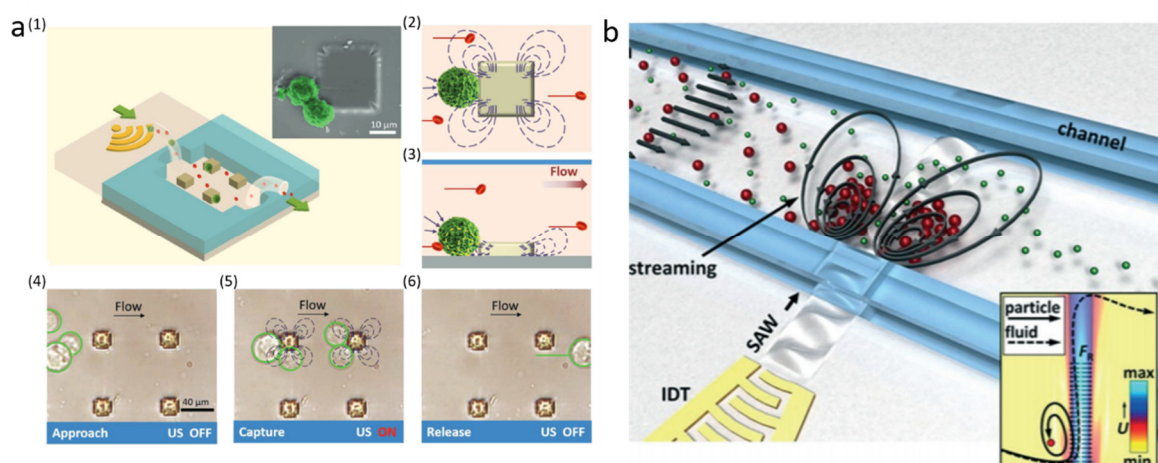 a
(1)
10 µm
(2)
(3)
Flow
(4)
Flow
40 µm
Approach US OFF
(5)
Flow
Capture US ON
(6)
Flow
Release US OFF
b
channel
streaming
SAW
IDT
particle
fluid
F_R
max
U
min